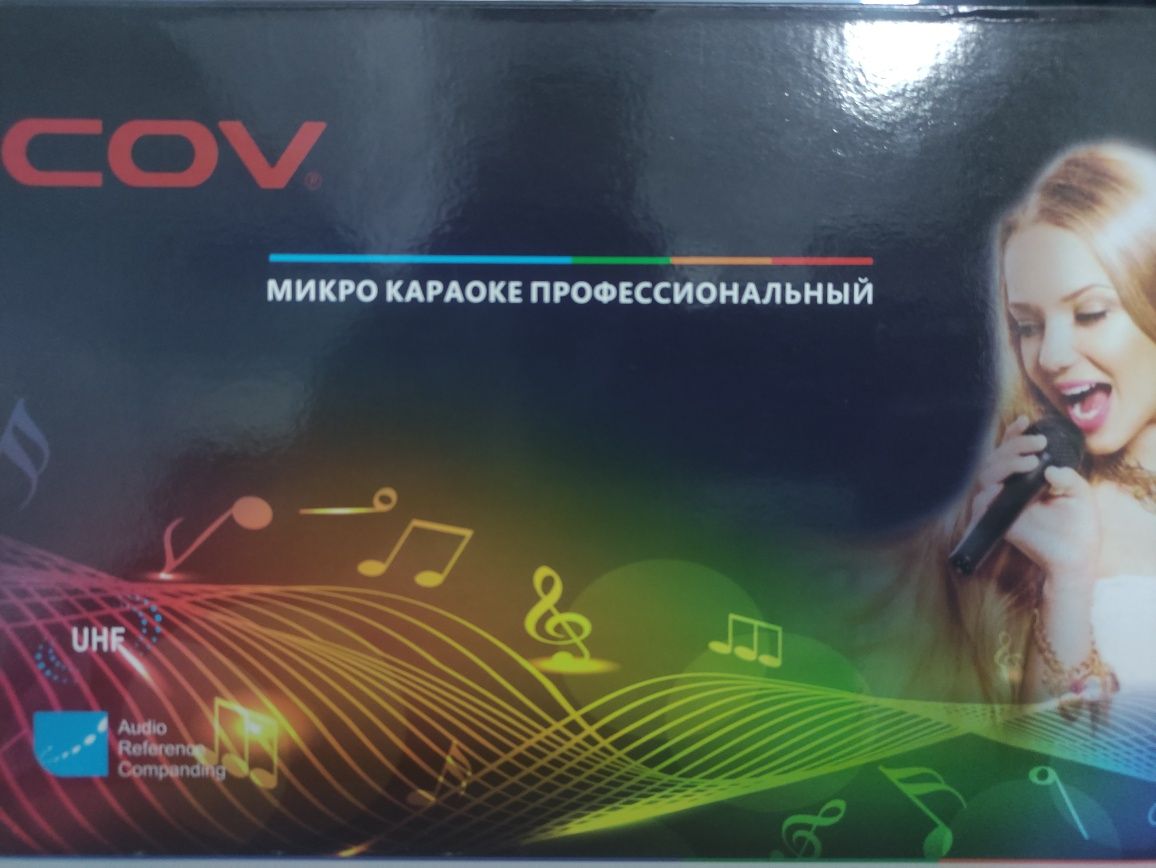 COV®
МИКРО КАРАОКЕ ПРОФЕССИОНАЛЬНЫЙ
UHF
Audio
Reference
Companding